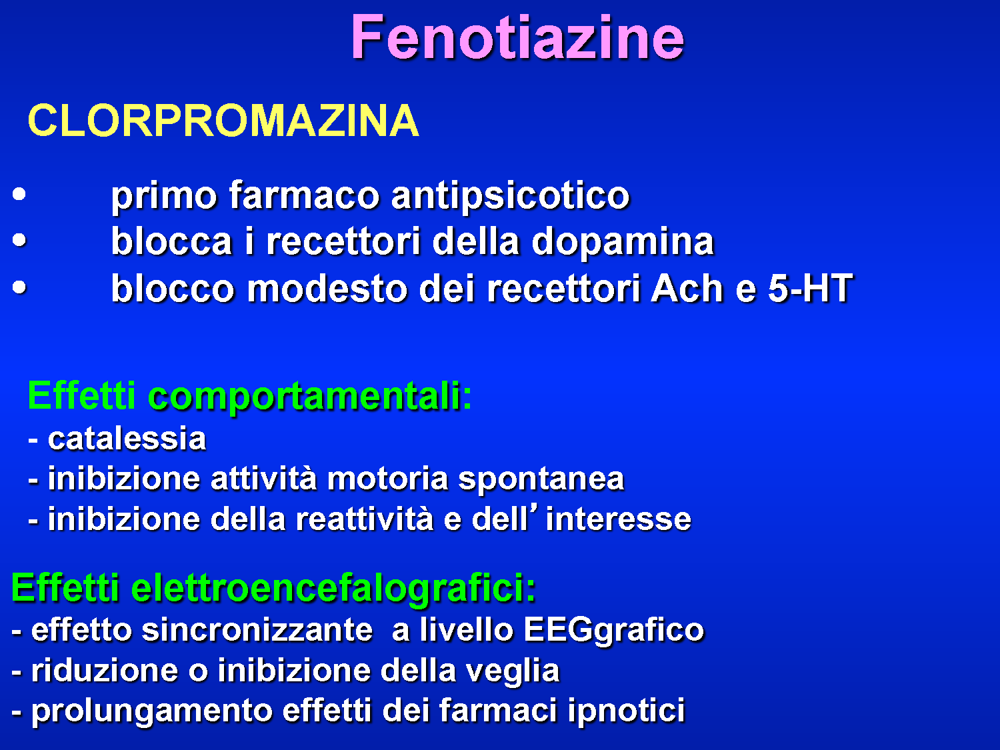 Fenotiazine
CLORPROMAZINA
• primo farmaco antipsicotico
• blocca i recettori della dopamina
• blocco modesto dei recettori Ach e 5-HT
Effetti comportamentali:
- catalessia
- inibizione attività motoria spontanea
- inibizione della reattività e dell’interesse
Effetti elettroencefalografici:
- effetto sincronizzante a livello EEGgrafico
- riduzione o inibizione della veglia
- prolungamento effetti dei farmaci ipnotici